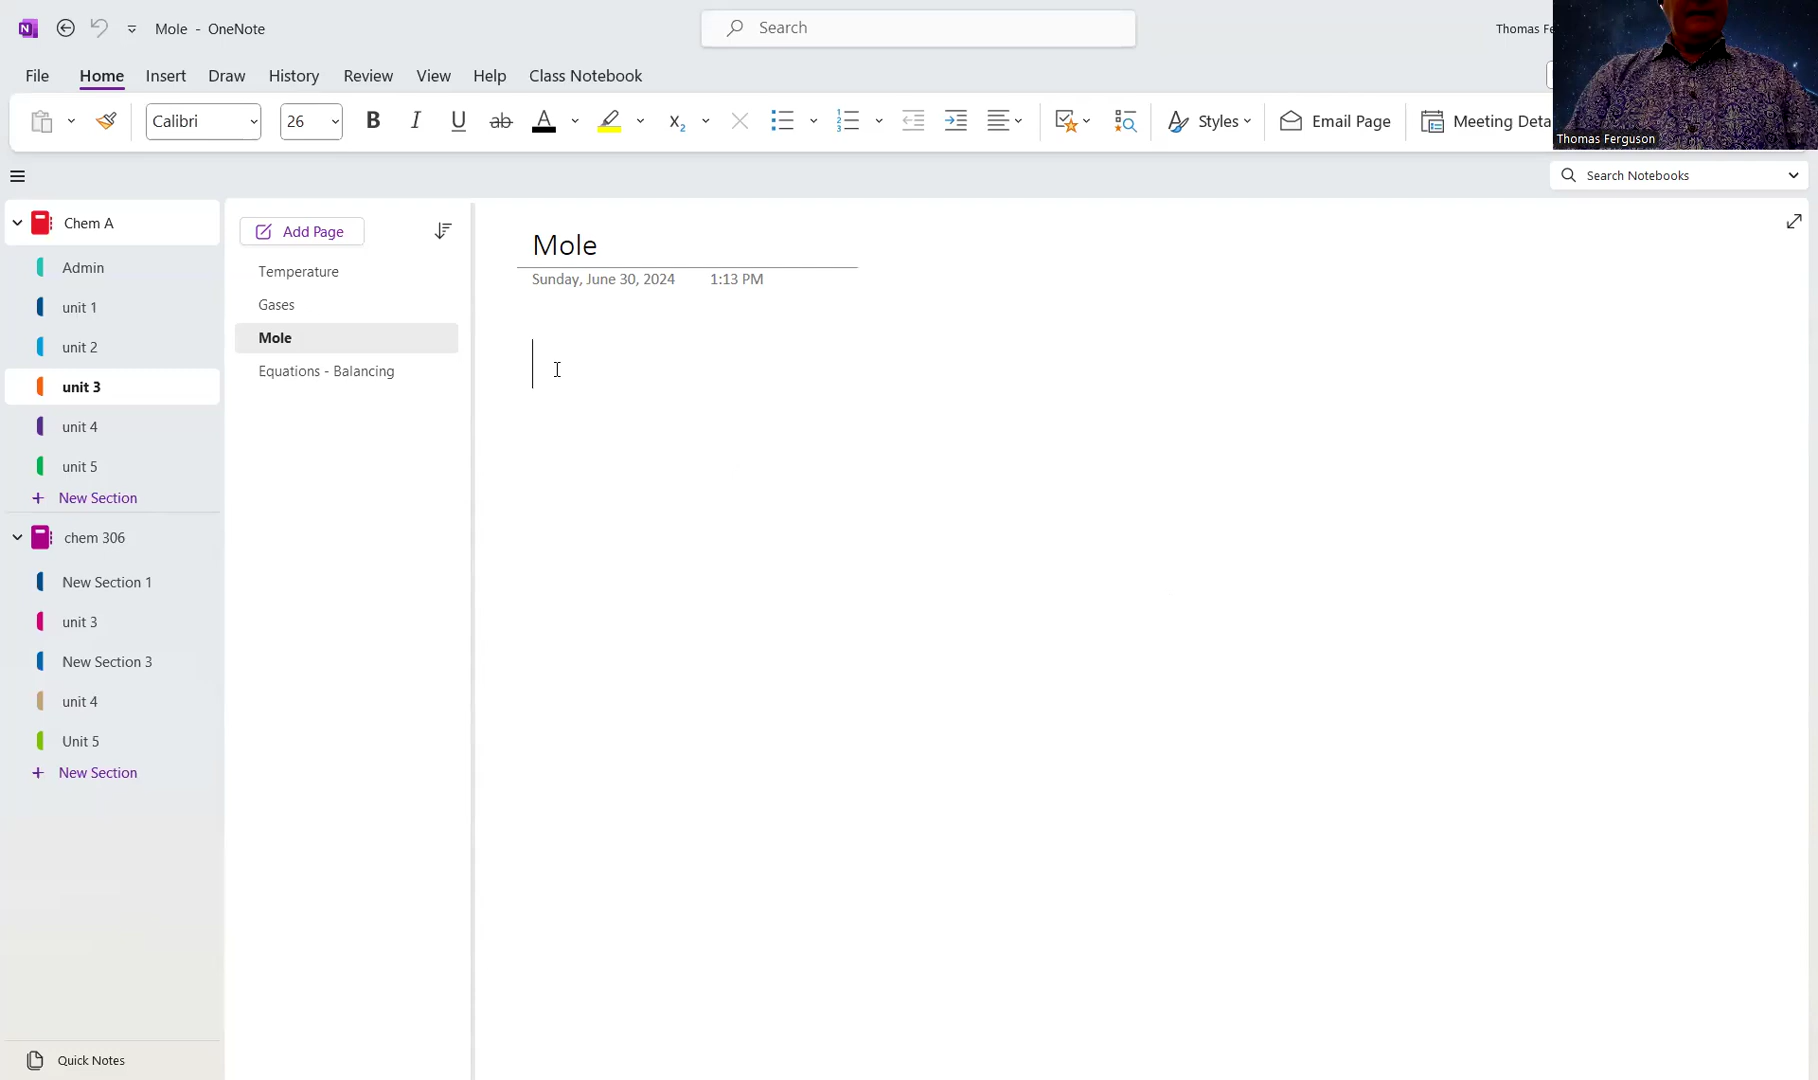 Mole - OneNote
Search
Thomas Fe
File Home Insert Draw History Review View Help Class Notebook
Calibri 26 B I U ab A X2 Styles Email Page Meeting Deta
Thomas Ferguson
Search Notebooks
Chem A
Admin
unit 1
unit 2
unit 3
unit 4
unit 5
+ New Section
chem 306
New Section 1
unit 3
New Section 3
unit 4
Unit 5
+ New Section
Quick Notes
Add Page
Temperature
Gases
Mole
Equations - Balancing
Mole
Sunday, June 30, 2024 1:13 PM